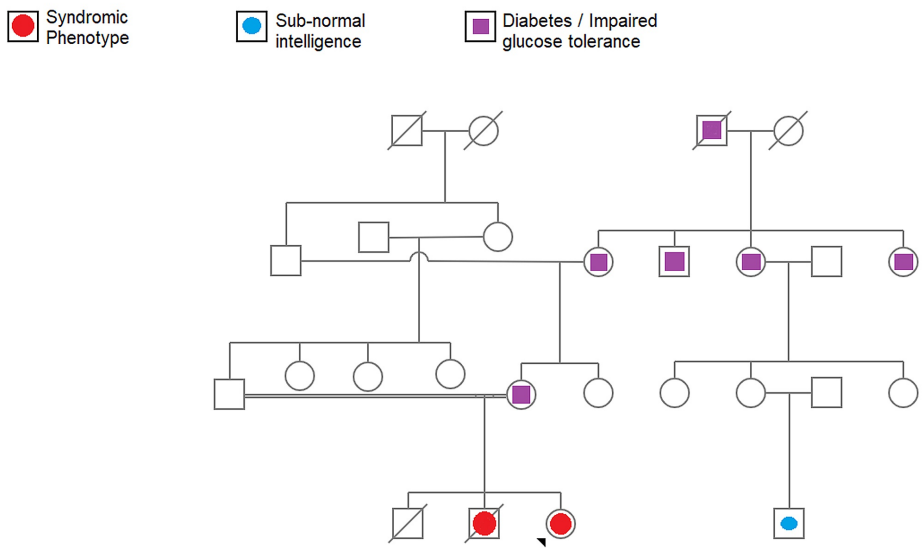 Syndromic
Phenotype
Sub-normal
intelligence
Diabetes / Impaired
glucose tolerance